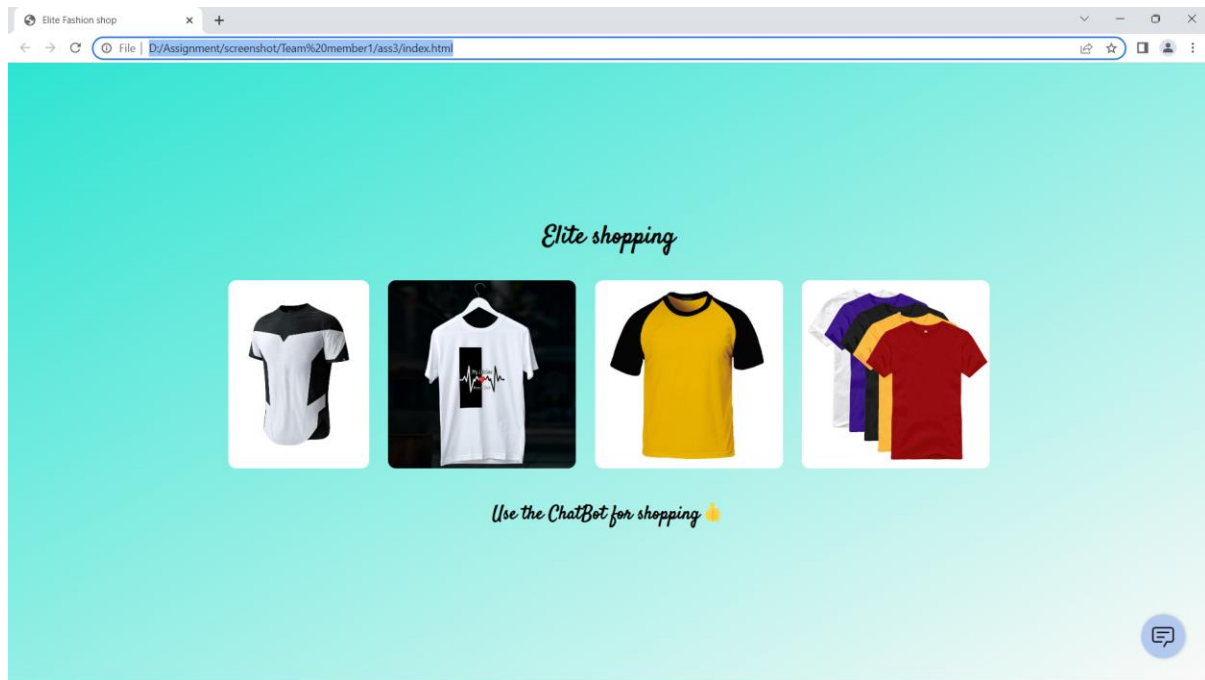 Elite Fashion shop
File | D:/Assignment/screenshot/Team%20member1/ass3/index.html
Elite shopping
Use the ChatBot for shopping 👍